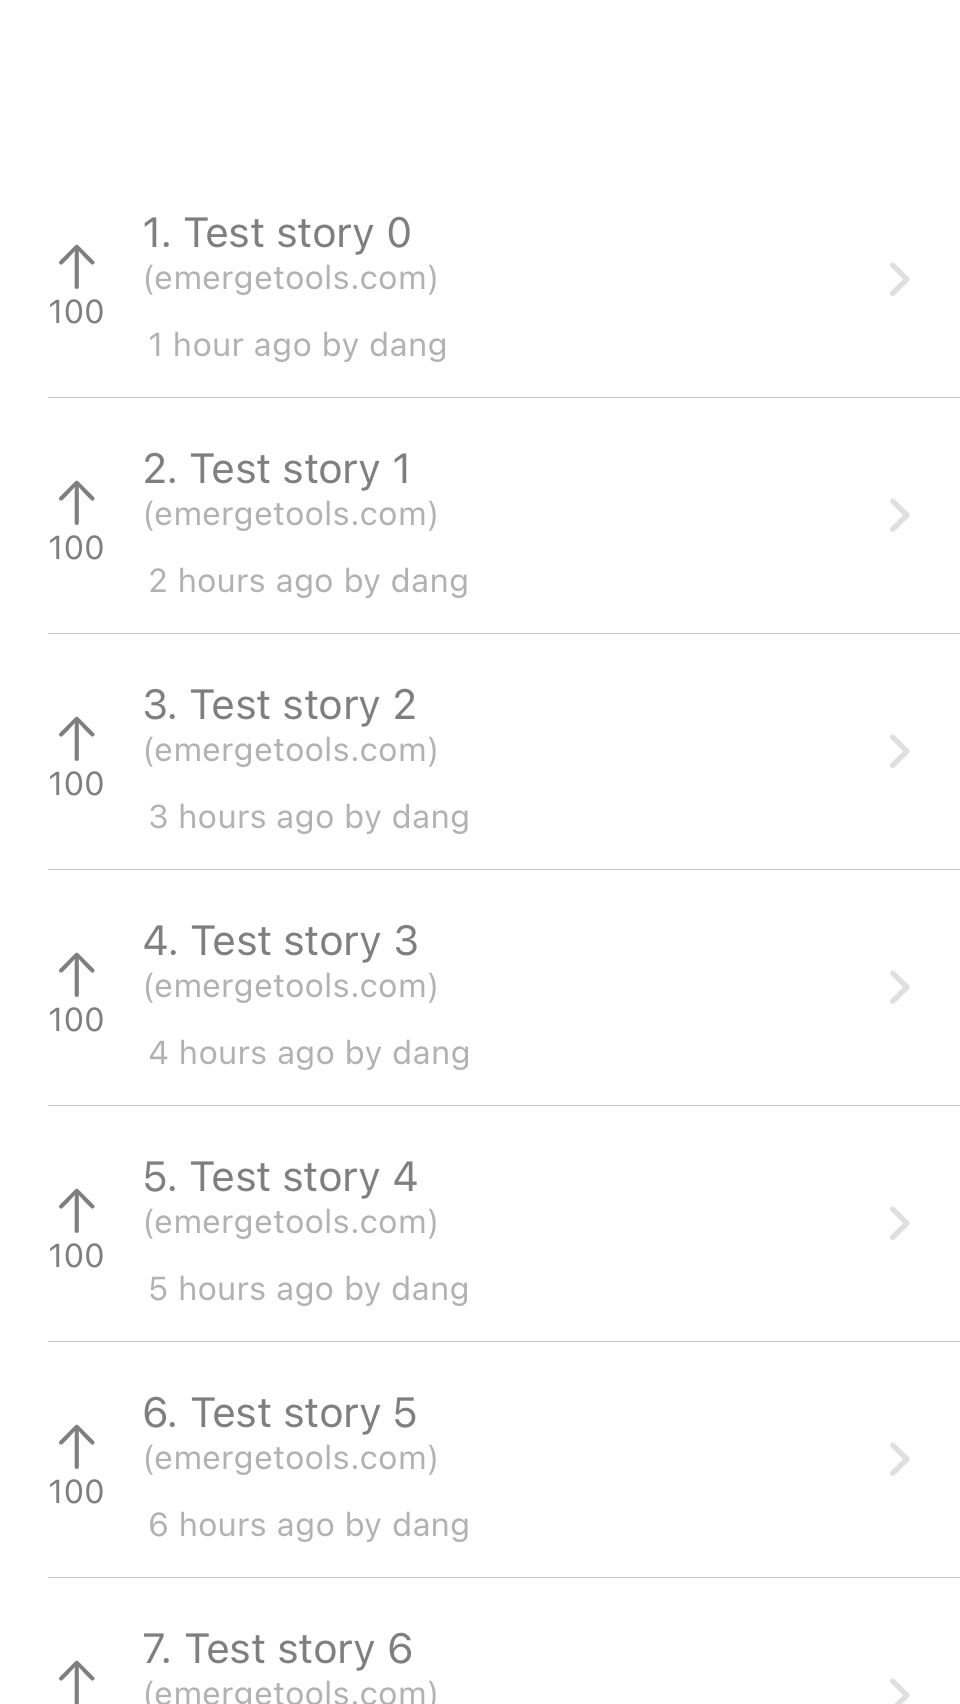 1. Test story 0
(emergetools.com)
100
1 hour ago by dang
2. Test story 1
(emergetools.com)
100
2 hours ago by dang
3. Test story 2
(emergetools.com)
100
3 hours ago by dang
4. Test story 3
(emergetools.com)
100
4 hours ago by dang
5. Test story 4
(emergetools.com)
100
5 hours ago by dang
6. Test story 5
(emergetools.com)
100
6 hours ago by dang
7. Test story 6
(emergetools.com)